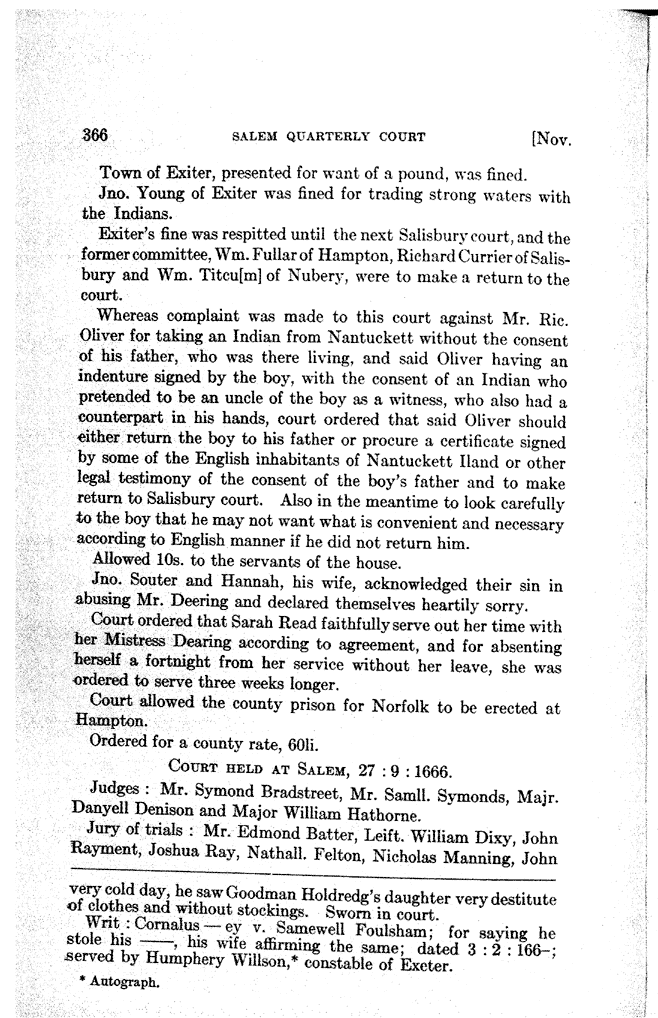 366 SALEM QUARTERLY COURT [Nov.
Town of Exiter, presented for want of a pound, was fined.
Jno. Young of Exiter was fined for trading strong waters with
the Indians.
Exiter's fine was respitted until the next Salisbury court, and the
former committee, Wm. Fullar of Hampton, Richard Currier of Salis-
bury and Wm. Titcu[m] of Nubery, were to make a return to the
court.
Whereas complaint was made to this court against Mr. Ric.
Oliver for taking an Indian from Nantuckett without the consent
of his father, who was there living, and said Oliver having an
indenture signed by the boy, with the consent of an Indian who
pretended to be an uncle of the boy as a witness, who also had a
counterpart in his hands, court ordered that said Oliver should
either return the boy to his father or procure a certificate signed
by some of the English inhabitants of Nantuckett Iland or other
legal testimony of the consent of the boy's father and to make
return to Salisbury court. Also in the meantime to look carefully
to the boy that he may not want what is convenient and necessary
according to English manner if he did not return him.
Allowed 10s. to the servants of the house.
Jno. Souter and Hannah, his wife, acknowledged their sin in
abusing Mr. Deering and declared themselves heartily sorry.
Court ordered that Sarah Read faithfully serve out her time with
her Mistress Dearing according to agreement, and for absenting
herself a fortnight from her service without her leave, she was
ordered to serve three weeks longer.
Court allowed the county prison for Norfolk to be erected at
Hampton.
Ordered for a county rate, 60li.
COURT HELD AT SALEM, 27 : 9 : 1666.
Judges : Mr. Symond Bradstreet, Mr. Samll. Symonds, Majr.
Danyell Denison and Major William Hathorne.
Jury of trials : Mr. Edmond Batter, Leift. William Dixy, John
Rayment, Joshua Ray, Nathall. Felton, Nicholas Manning, John
very cold day, he saw Goodman Holdredg's daughter very destitute
of clothes and without stockings. Sworn in court.
Writ : Cornalus — ey v. Samewell Foulsham; for saying he
stole his ——, his wife affirming the same; dated 3 : 2 : 166–;
served by Humphery Willson,* constable of Exeter.
* Autograph.